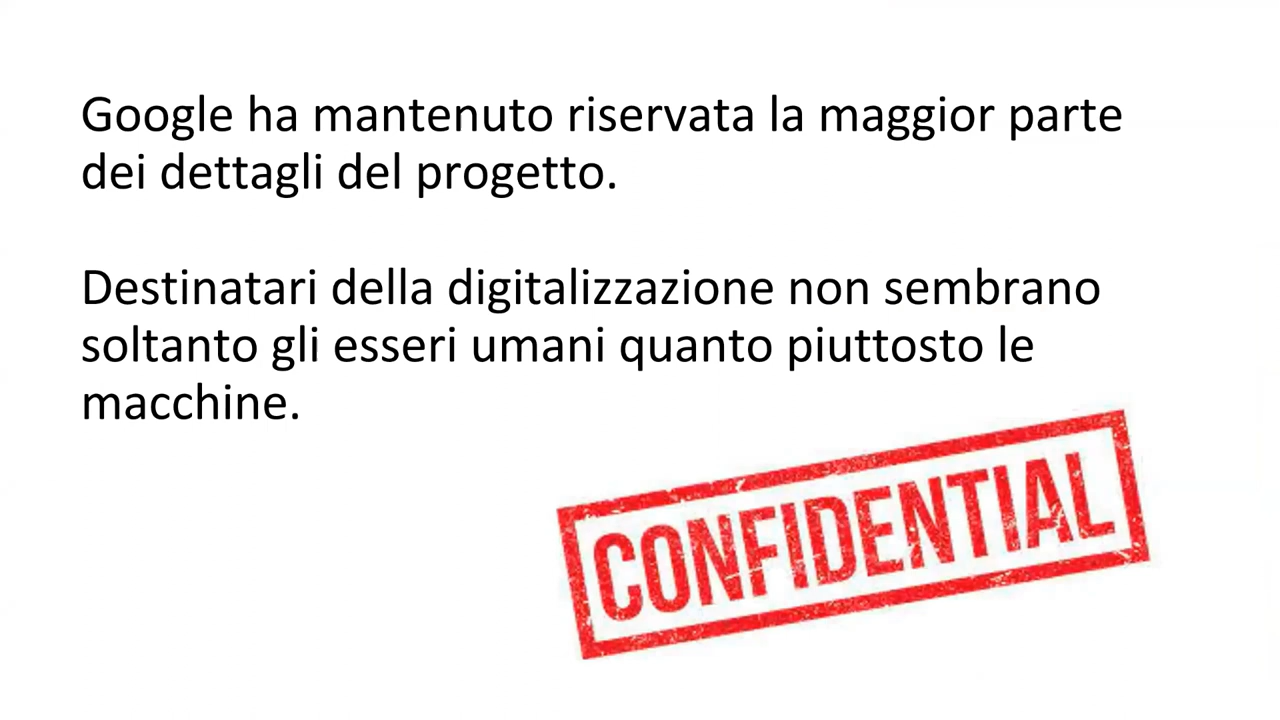 Google ha mantenuto riservata la maggior parte
dei dettagli del progetto.
Destinatari della digitalizzazione non sembrano
soltanto gli esseri umani quanto piuttosto le
macchine.
CONFIDENTIAL